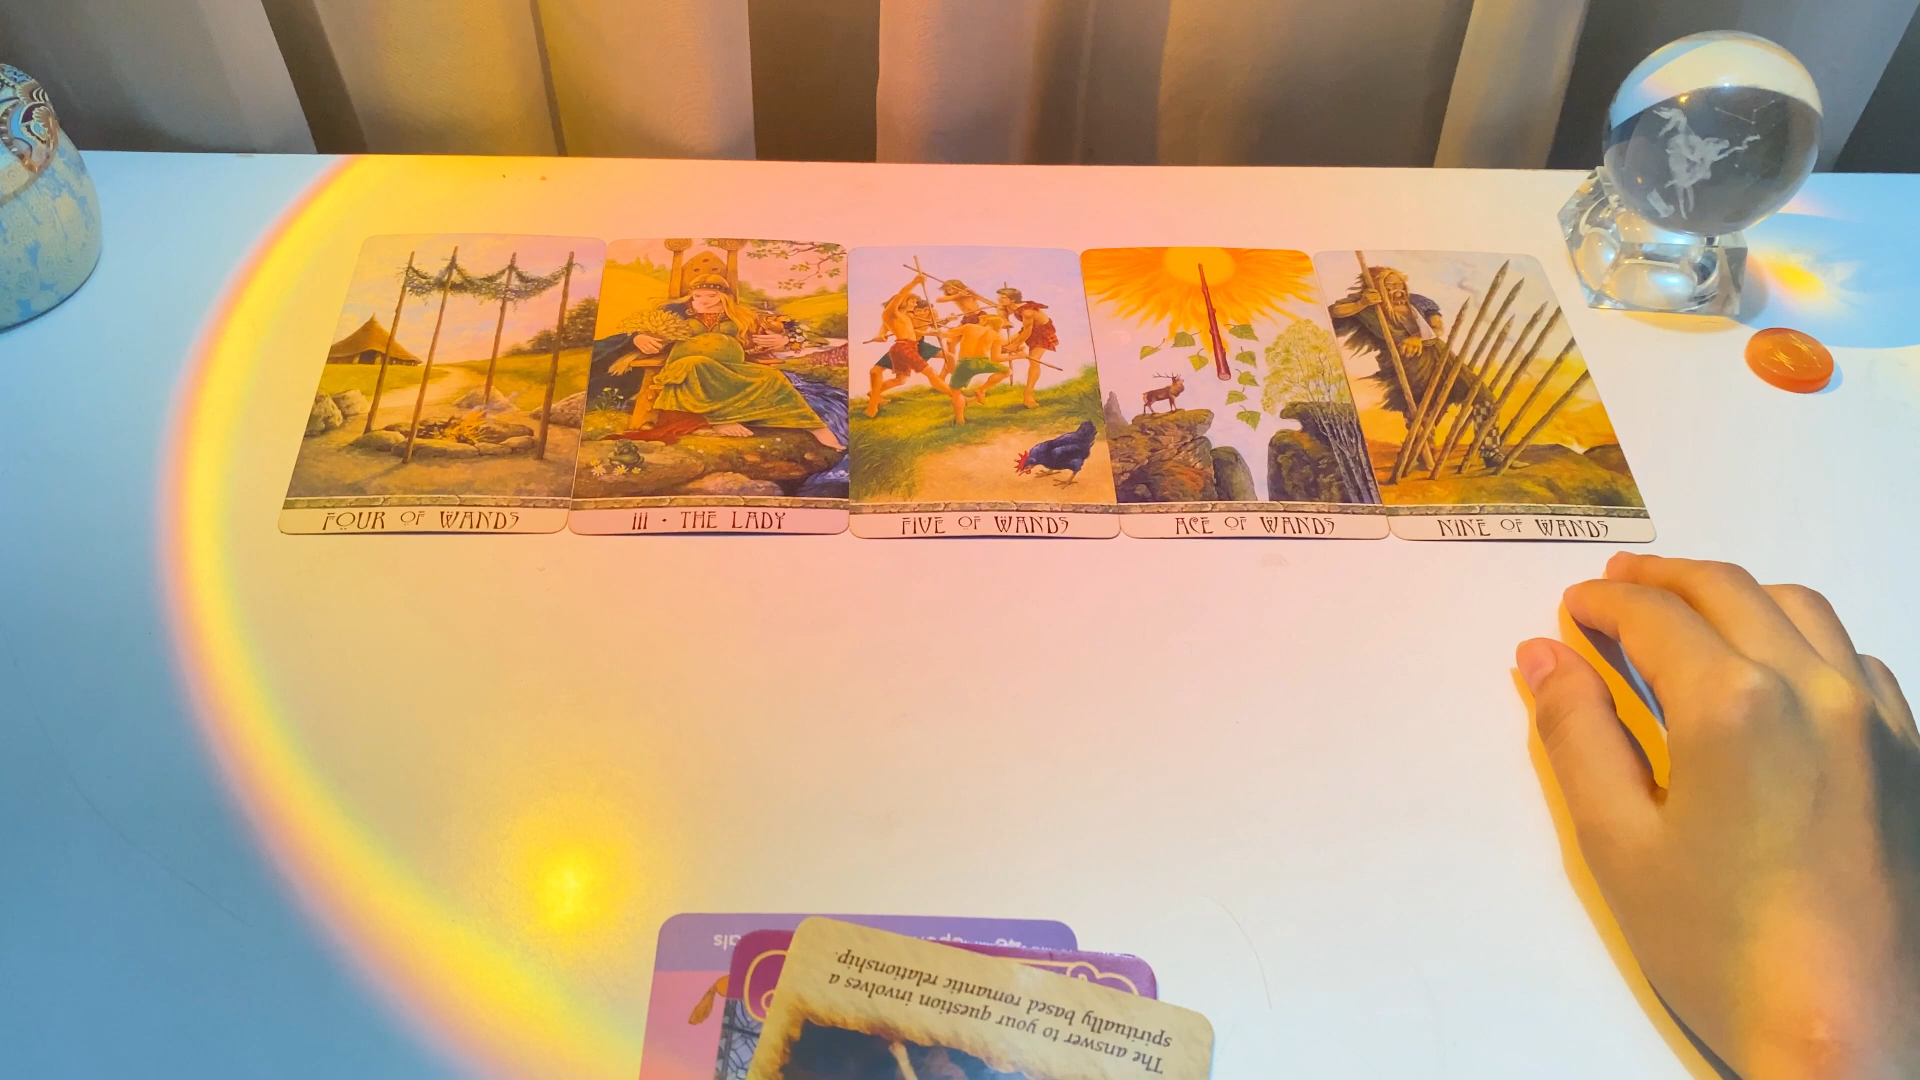 FOUR OF WANDS
III · THE LADY
FIVE OF WANDS
ACE OF WANDS
NINE OF WANDS
The answer to your question involves a
spiritually based romantic relationship.